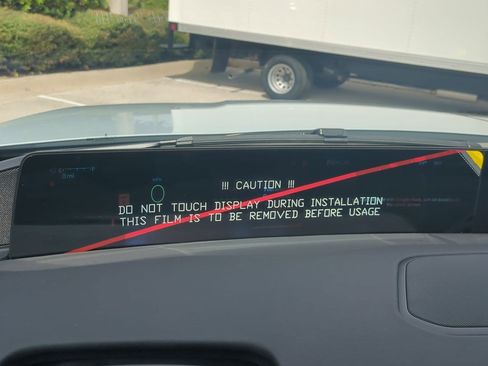 !!! CAUTION !!!
DO NOT TOUCH DISPLAY DURING INSTALLATION
THIS FILM IS TO BE REMOVED BEFORE USAGE